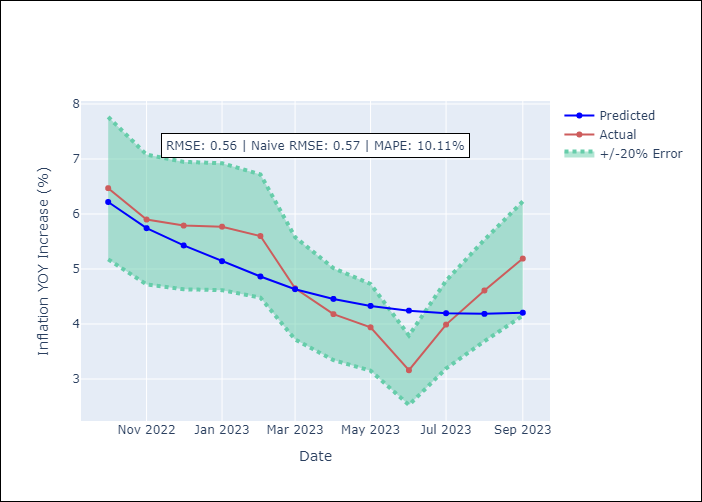 RMSE: 0.56 | Naive RMSE: 0.57 | MAPE: 10.11%
Predicted
Actual
+/-20% Error
Inflation YOY Increase (%)
8
7
6
5
4
3
Nov 2022
Jan 2023
Mar 2023
May 2023
Jul 2023
Sep 2023
Date